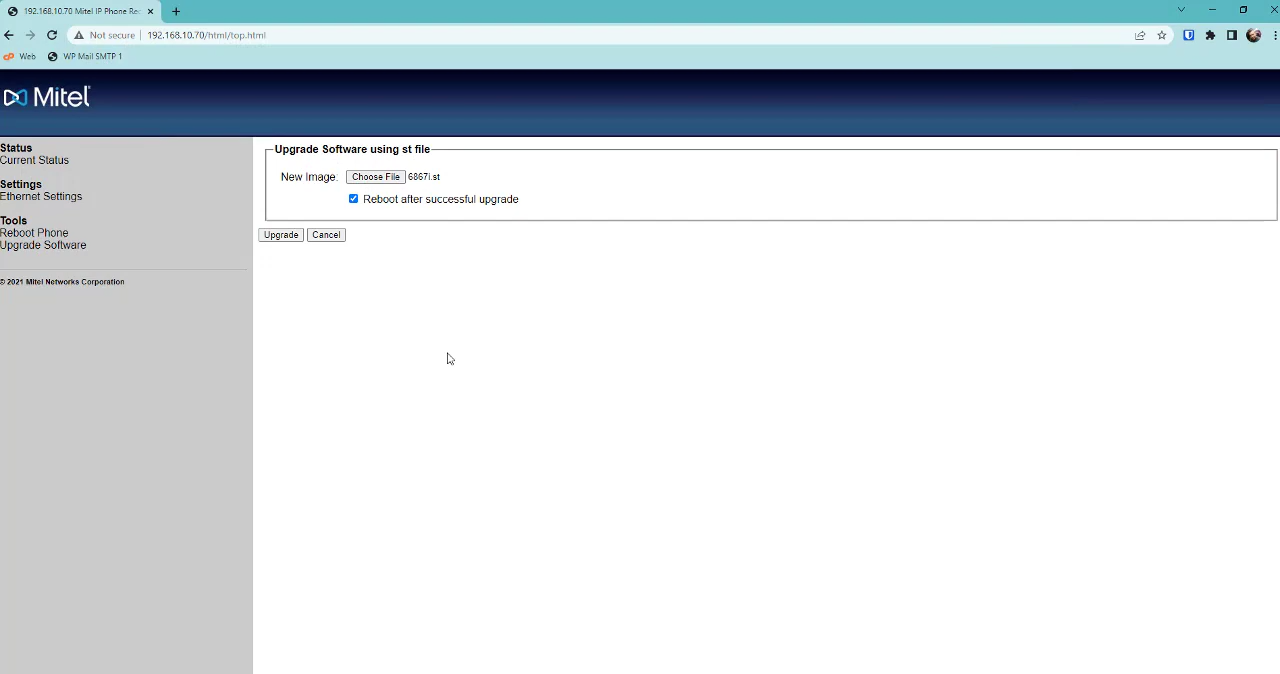 192.168.10.70 Mitel IP Phone Re
Not secure
192.168.10.70/html/top.html
Web
WP Mail SMTP 1
Mitel
Status
Current Status
Settings
Ethernet Settings
Tools
Reboot Phone
Upgrade Software
© 2021 Mitel Networks Corporation
Upgrade Software using st file
New Image: Choose File 6867i.st
Reboot after successful upgrade
Upgrade Cancel